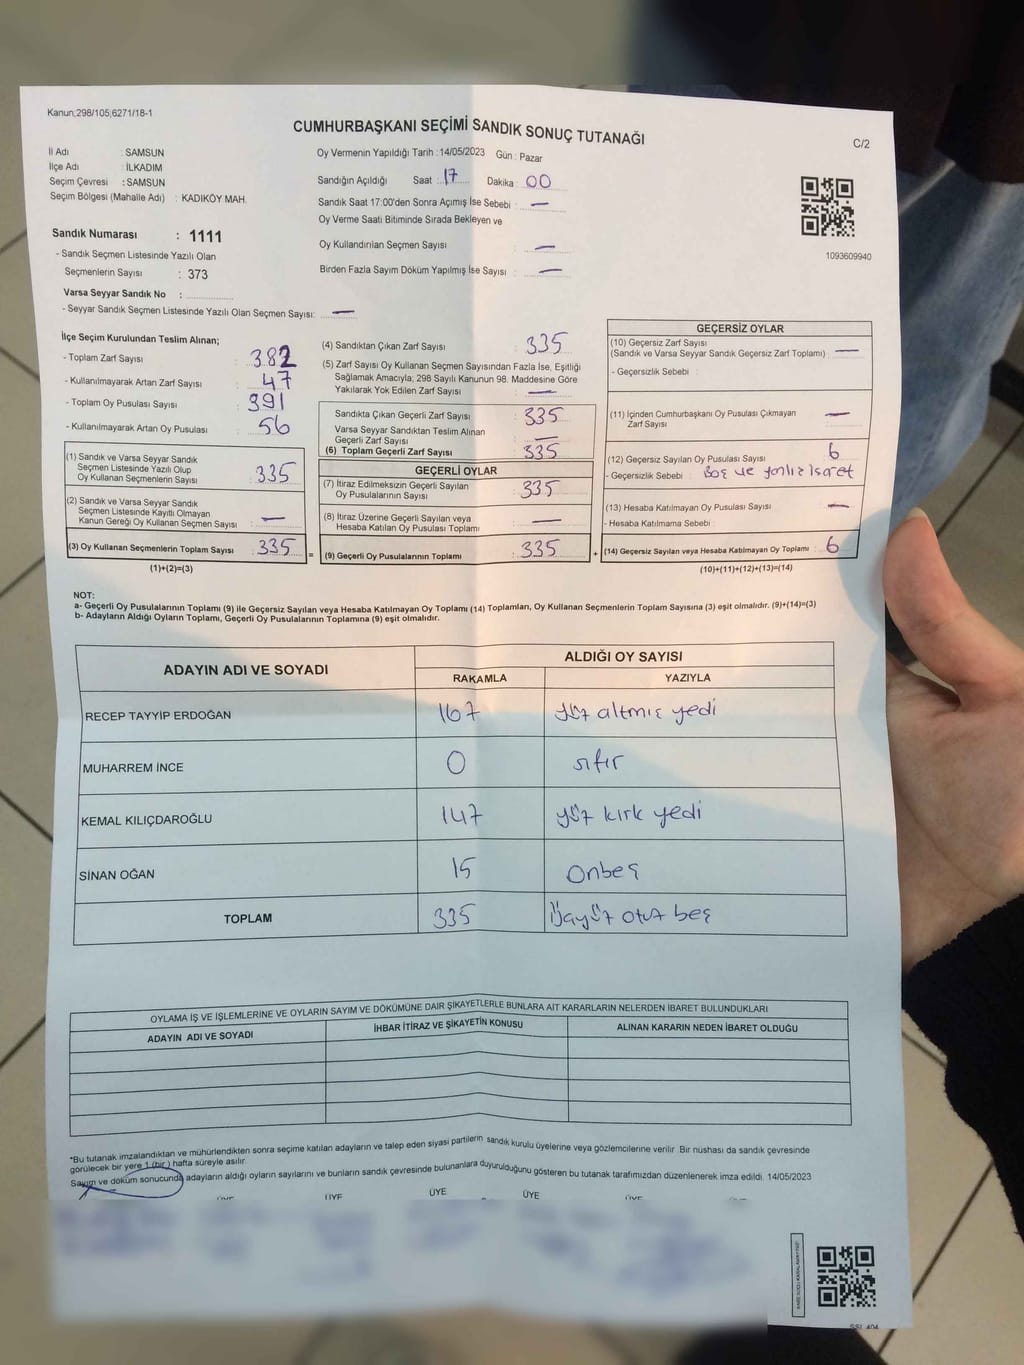 Kanun;298/105;6271/18-1
CUMHURBAŞKANI SEÇİMİ SANDIK SONUÇ TUTANAĞI
C/2
İl Adı : SAMSUN
İlçe Adı : İLKADIM
Seçim Çevresi : SAMSUN
Seçim Bölgesi (Mahalle Adı) : KADIKÖY MAH.
Sandık Numarası : 1111
- Sandık Seçmen Listesinde Yazılı Olan
Seçmenlerin Sayısı : 373
Varsa Seyyar Sandık No :
- Seyyar Sandık Seçmen Listesinde Yazılı Olan Seçmen Sayısı: —
Oy Vermenin Yapıldığı Tarih : 14/05/2023 Gün : Pazar
Sandığın Açıldığı Saat : 17 Dakika : 00
Sandık Saat 17:00'den Sonra Açımış İse Sebebi : —
Oy Verme Saati Bitiminde Sırada Bekleyen ve
Oy Kullandırılan Seçmen Sayısı : —
Birden Fazla Sayım Döküm Yapılmış İse Sayısı : —
1093609940
İlçe Seçim Kurulundan Teslim Alınan;
- Toplam Zarf Sayısı : 382
- Kullanılmayarak Artan Zarf Sayısı : 47
- Toplam Oy Pusulası Sayısı : 391
- Kullanılmayarak Artan Oy Pusulası : 56
(1) Sandık ve Varsa Seyyar Sandık
Seçmen Listesinde Yazılı Olup
Oy Kullanan Seçmenlerin Sayısı : 335
(2) Sandık ve Varsa Seyyar Sandık
Seçmen Listesinde Kayıtlı Olmayan
Kanun Gereği Oy Kullanan Seçmen Sayısı : —
(3) Oy Kullanan Seçmenlerin Toplam Sayısı : 335 =
(1)+(2)=(3)
(4) Sandıktan Çıkan Zarf Sayısı : 335
(5) Zarf Sayısı Oy Kullanan Seçmen Sayısından Fazla İse, Eşitliği
Sağlamak Amacıyla; 298 Sayılı Kanunun 98. Maddesine Göre
Yakılarak Yok Edilen Zarf Sayısı : —
Sandıkta Çıkan Geçerli Zarf Sayısı : 335
Varsa Seyyar Sandıktan Teslim Alınan
Geçerli Zarf Sayısı : —
(6) Toplam Geçerli Zarf Sayısı : 335
GEÇERLİ OYLAR
(7) İtiraz Edilmeksizin Geçerli Sayılan
Oy Pusulalarının Sayısı : 335
(8) İtiraz Üzerine Geçerli Sayılan veya
Hesaba Katılan Oy Pusulası Toplamı : —
(9) Geçerli Oy Pusulalarının Toplamı : 335 +
GEÇERSİZ OYLAR
(10) Geçersiz Zarf Sayısı
(Sandık ve Varsa Seyyar Sandık Geçersiz Zarf Toplamı) : —
- Geçersizlik Sebebi :
(11) İçinden Cumhurbaşkanı Oy Pusulası Çıkmayan
Zarf Sayısı : —
(12) Geçersiz Sayılan Oy Pusulası Sayısı : 6
- Geçersizlik Sebebi : Boş ve yanlız işaret
(13) Hesaba Katılmayan Oy Pusulası Sayısı : —
- Hesaba Katılmama Sebebi :
(14) Geçersiz Sayılan veya Hesaba Katılmayan Oy Toplamı : 6
(10)+(11)+(12)+(13)=(14)
NOT:
a- Geçerli Oy Pusulalarının Toplamı (9) ile Geçersiz Sayılan veya Hesaba Katılmayan Oy Toplamı (14) Toplamları, Oy Kullanan Seçmenlerin Toplam Sayısına (3) eşit olmalıdır. (9)+(14)=(3)
b- Adayların Aldığı Oyların Toplamı, Geçerli Oy Pusulalarının Toplamına (9) eşit olmalıdır.
ADAYIN ADI VE SOYADI
ALDIĞI OY SAYISI
RAKAMLA YAZIYLA
RECEP TAYYİP ERDOĞAN 167 yüz altmış yedi
MUHARREM İNCE 0 sıfır
KEMAL KILIÇDAROĞLU 147 yüz kırk yedi
SİNAN OĞAN 15 onbeş
TOPLAM 335 Üçyüz otuz beş
OYLAMA İŞ VE İŞLEMLERİNE VE OYLARIN SAYIM VE DÖKÜMÜNE DAİR ŞİKAYETLERLE BUNLARA AİT KARARLARIN NELERDEN İBARET BULUNDUKLARI
ADAYIN ADI VE SOYADI İHBAR İTİRAZ VE ŞİKAYETİN KONUSU ALINAN KARARIN NEDEN İBARET OLDUĞU
*Bu tutanak imzalandıktan ve mühürlendikten sonra seçime katılan adayların ve talep eden siyasi partilerin sandık kurulu üyelerine veya gözlemcilerine verilir. Bir nüshası da sandık çevresinde
görülecek bir yere 1 (bir ) hafta süreyle asılır.
Sayım ve döküm sonucunda adayların aldığı oyların sayılarını ve bunların sandık çevresinde bulunanlara duyurulduğunu gösteren bu tutanak tarafımızdan düzenlenerek imza edildi. 14/05/2023
ÜYE ÜYE ÜYE ÜYE ÜYE
SSL 404